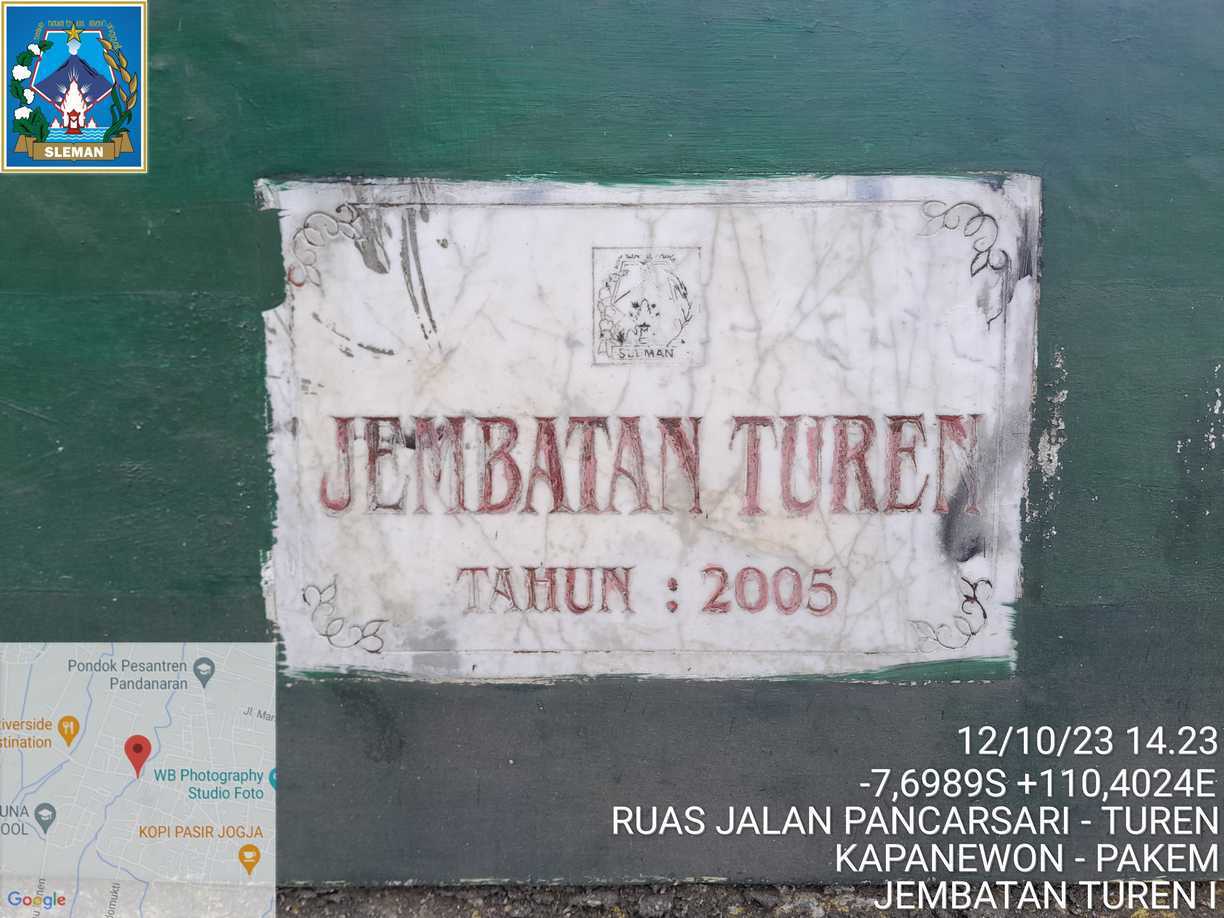 SLEMAN
SLEMAN
JEMBATAN TUREN
TAHUN : 2005
Pondok Pesantren
Pandanaran
Jl. Mar
iverside
stination
WB Photography
Studio Foto
UNA
OOL
KOPI PASIR JOGJA
Google
12/10/23 14.23
-7,6989S +110,4024E
RUAS JALAN PANCARSARI - TUREN
KAPANEWON - PAKEM
JEMBATAN TUREN I